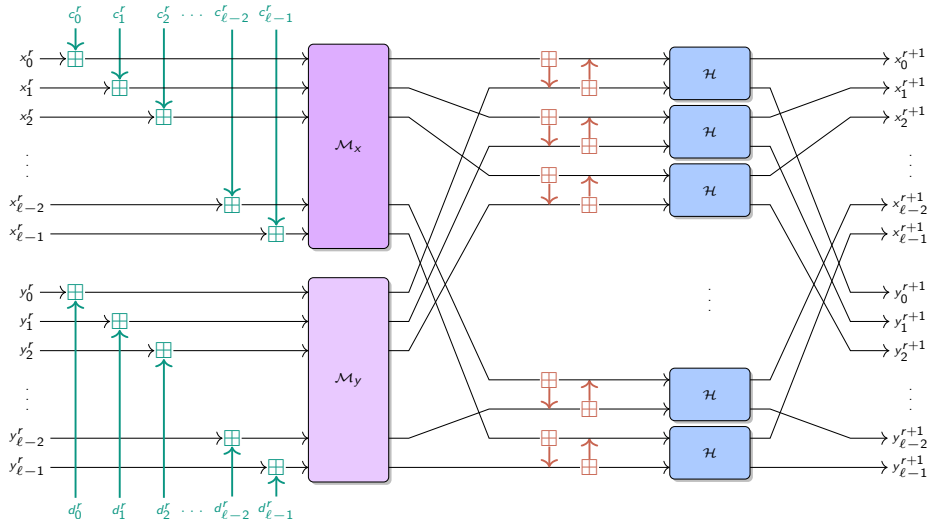 c_0^r c_1^r c_2^r · · · c_{ℓ−2}^r c_{ℓ−1}^r
x_0^r x_0^{r+1}
x_1^r x_1^{r+1}
x_2^r x_2^{r+1}
ℋ
ℋ
ℳ_x
ℋ
x_{ℓ−2}^r x_{ℓ−2}^{r+1}
x_{ℓ−1}^r x_{ℓ−1}^{r+1}
y_0^r y_0^{r+1}
y_1^r y_1^{r+1}
y_2^r y_2^{r+1}
ℳ_y
ℋ
y_{ℓ−2}^r y_{ℓ−2}^{r+1}
ℋ
y_{ℓ−1}^r y_{ℓ−1}^{r+1}
d_0^r d_1^r d_2^r · · · d_{ℓ−2}^r d_{ℓ−1}^r